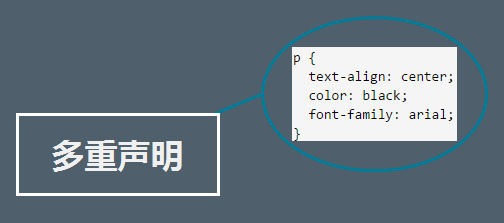 p {
  text-align: center;
  color: black;
  font-family: arial;
}
多重声明